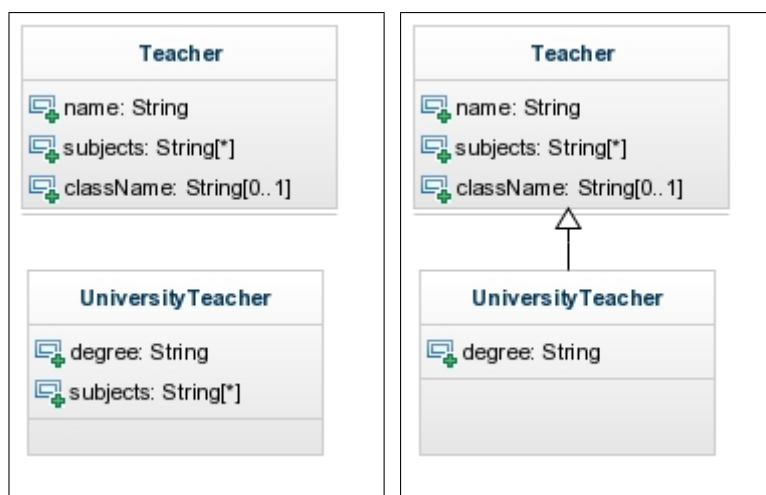 Teacher
name: String
subjects: String[*]
className: String[0..1]
UniversityTeacher
degree: String
subjects: String[*]
Teacher
name: String
subjects: String[*]
className: String[0..1]
UniversityTeacher
degree: String